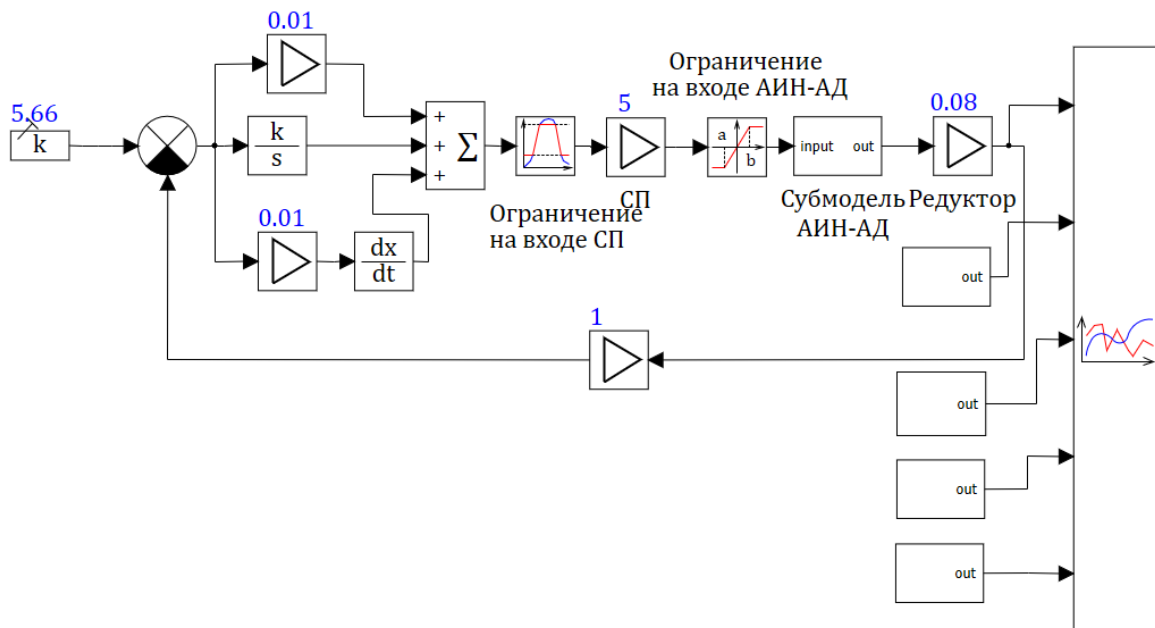 0.01
5.66
k
k
s
0.01
dx
dt
+
+
+
Σ
Ограничение
на входе СП
5
СП
Ограничение
на входе АИН-АД
a
b
input out
Субмодель
АИН-АД
0.08
Редуктор
out
1
out
out
out